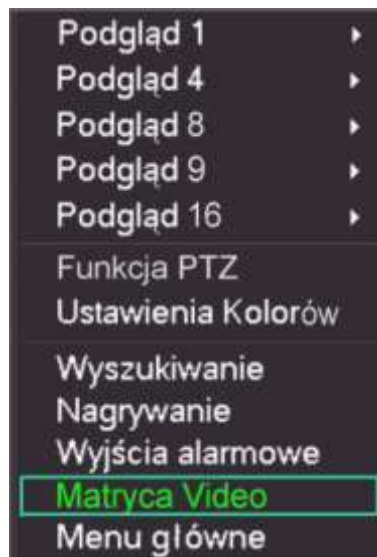 Podgląd 1
Podgląd 4
Podgląd 8
Podgląd 9
Podgląd 16
Funkcja PTZ
Ustawienia Kolorów
Wyszukiwanie
Nagrywanie
Wyjścia alarmowe
Matryca Video
Menu główne